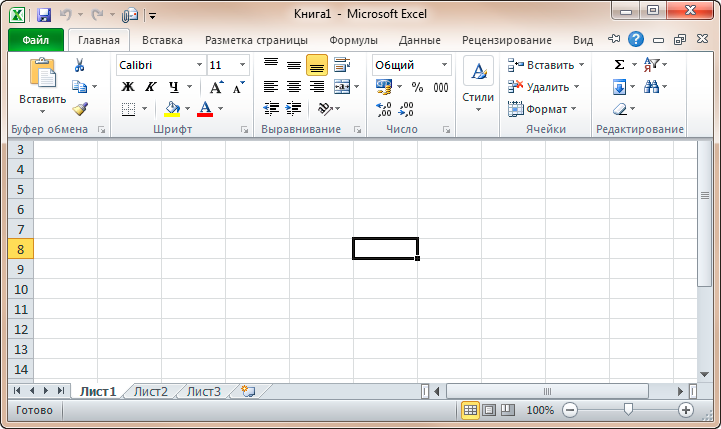 Книга1 - Microsoft Excel
Файл Главная Вставка Разметка страницы Формулы Данные Рецензирование Вид
Calibri 11 Общий Вставить
Вставить Ж К Ч А А % 000 Стили Удалить
А ,0 ,00 ,00 ,0 Формат
Буфер обмена Шрифт Выравнивание Число Ячейки Редактирование
3
4
5
6
7
8
9
10
11
12
13
14
Лист1 Лист2 Лист3
Готово 100%